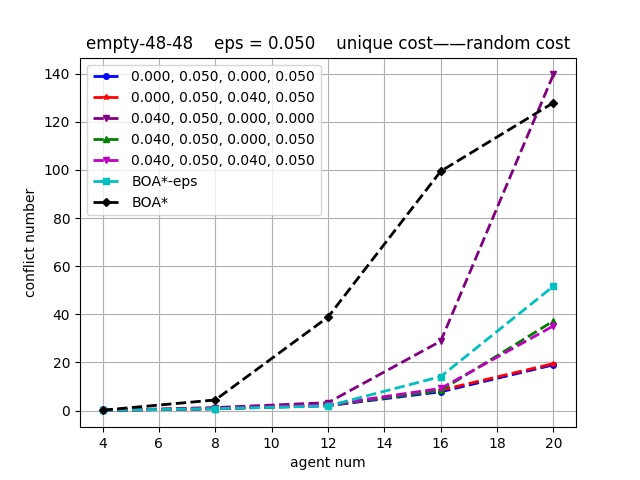 empty-48-48    eps = 0.050    unique cost——random cost
0.000, 0.050, 0.000, 0.050
0.000, 0.050, 0.040, 0.050
0.040, 0.050, 0.000, 0.000
0.040, 0.050, 0.000, 0.050
0.040, 0.050, 0.040, 0.050
BOA*-eps
BOA*
conflict number
140
120
100
80
60
40
20
0
4 6 8 10 12 14 16 18 20
agent num